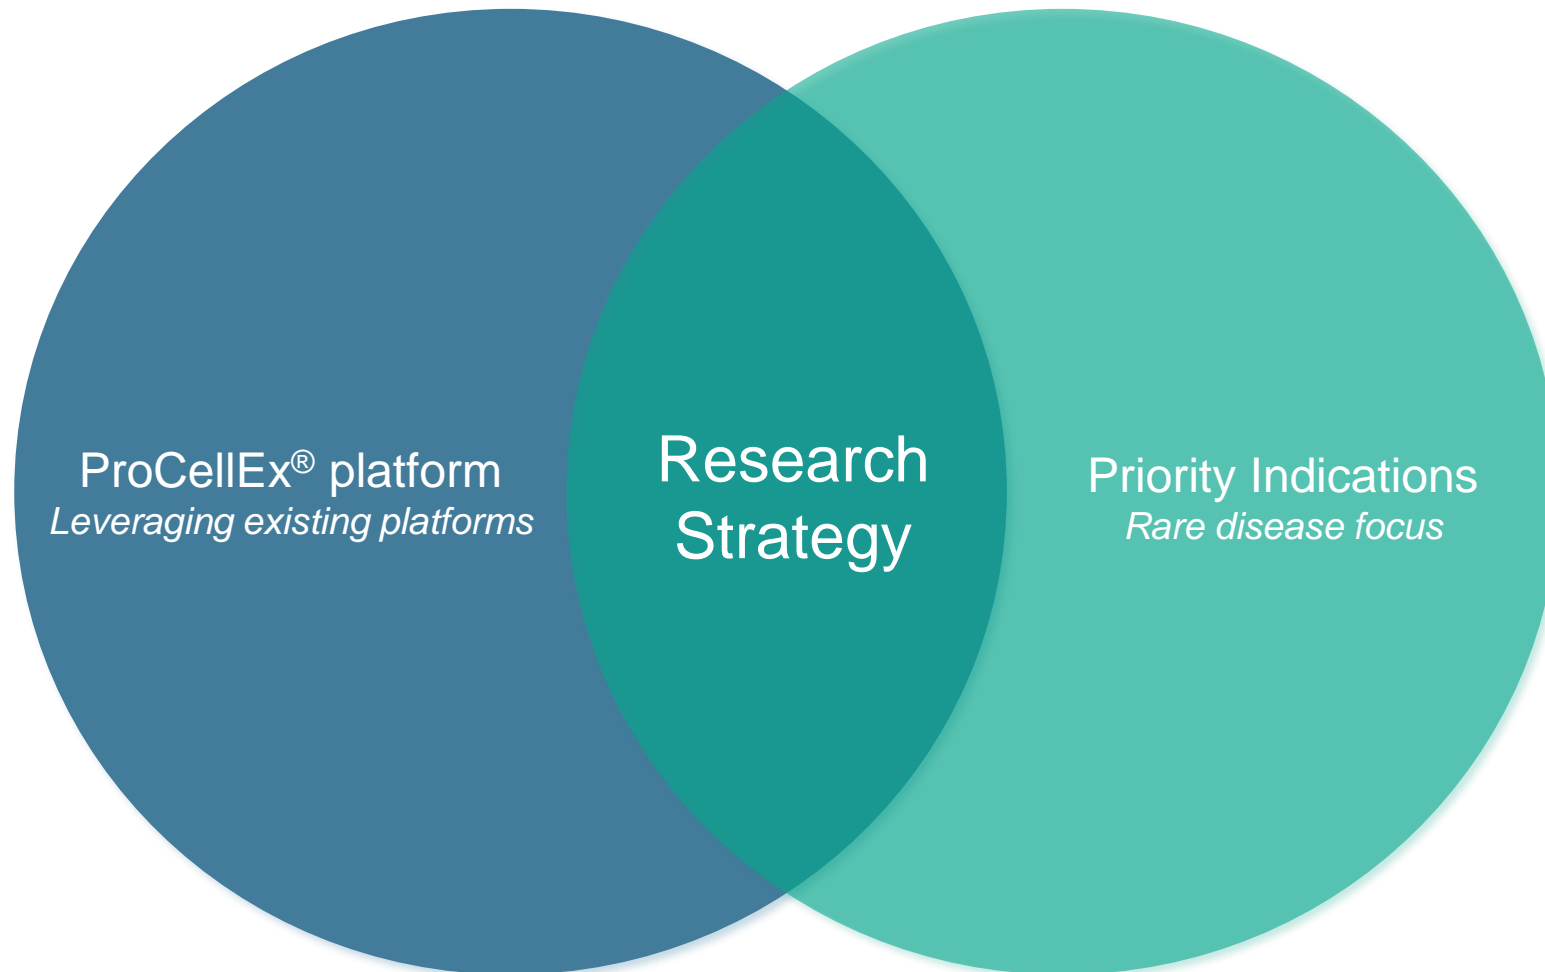 ProCellEx® platform
Leveraging existing platforms
Research
Strategy
Priority Indications
Rare disease focus